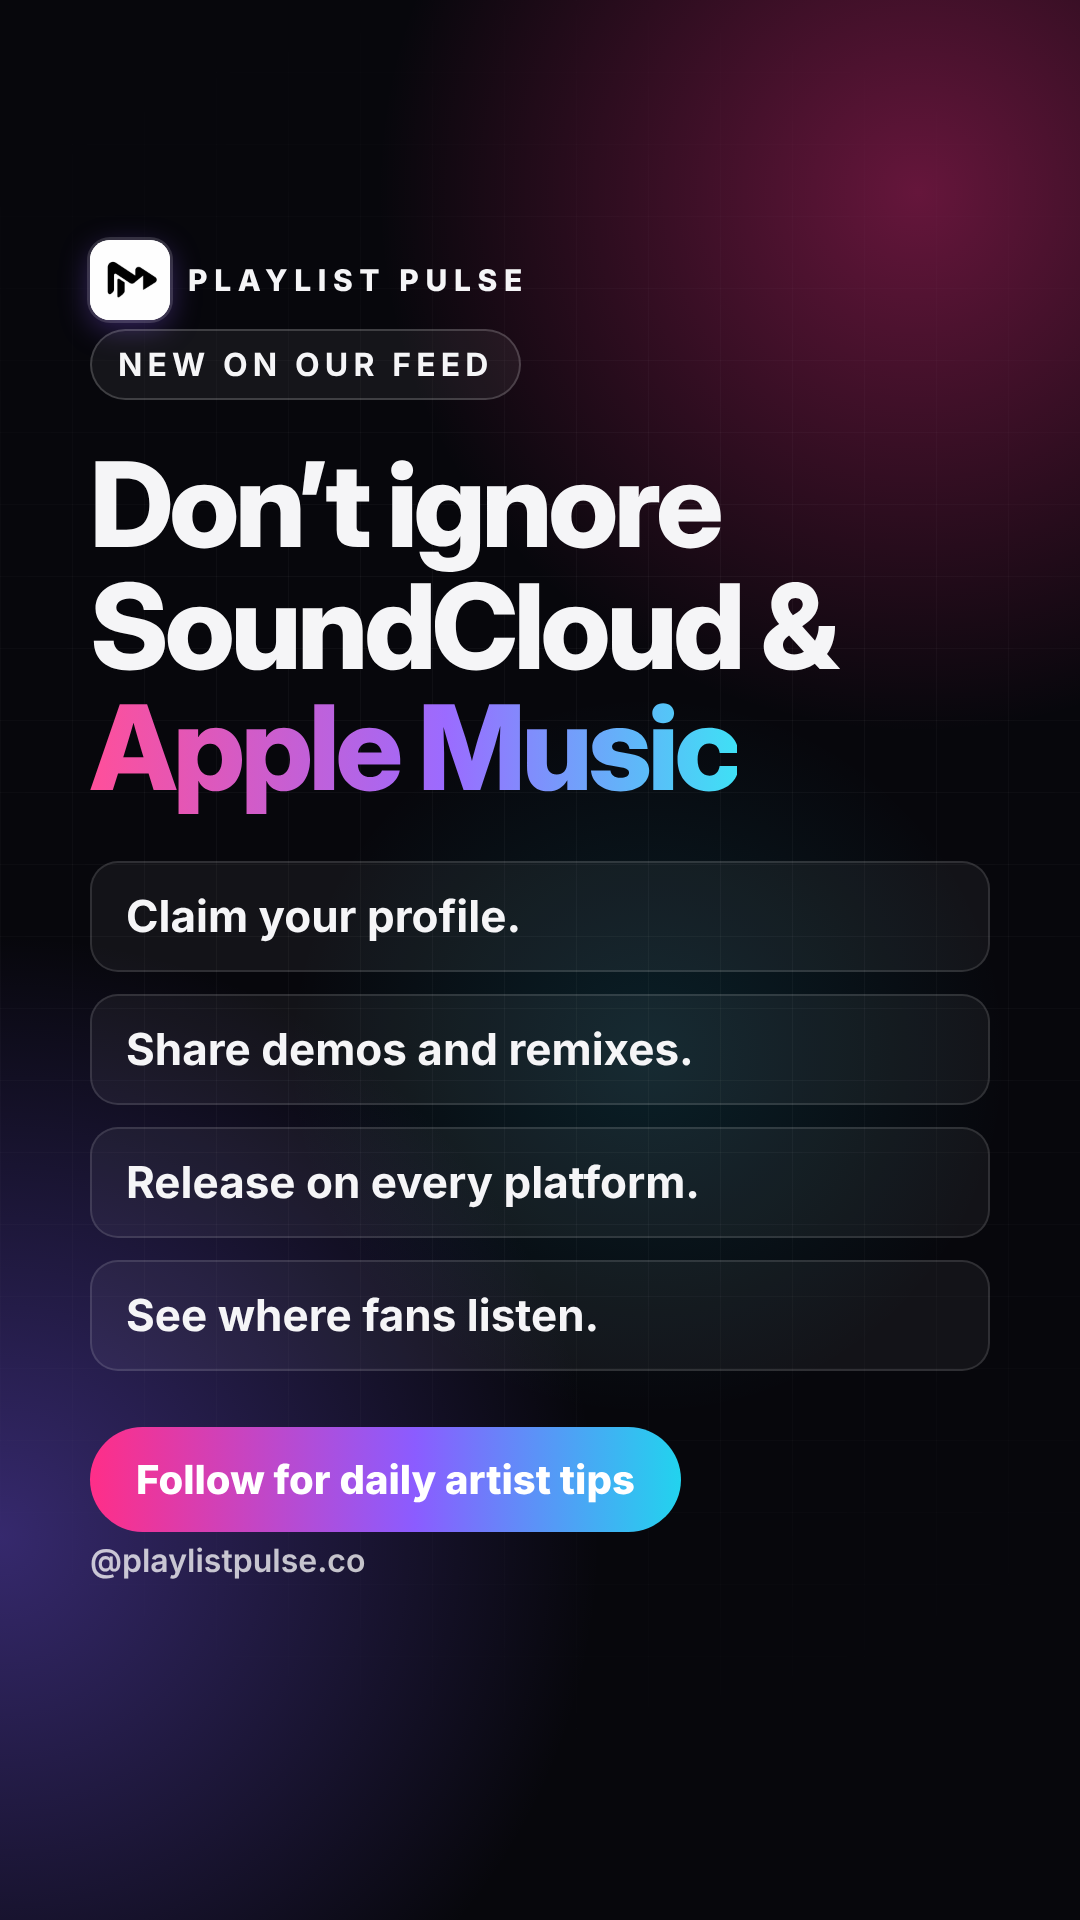 PLAYLIST PULSE
NEW ON OUR FEED
Don’t ignore
SoundCloud &
Apple Music
Claim your profile.
Share demos and remixes.
Release on every platform.
See where fans listen.
Follow for daily artist tips
@playlistpulse.co